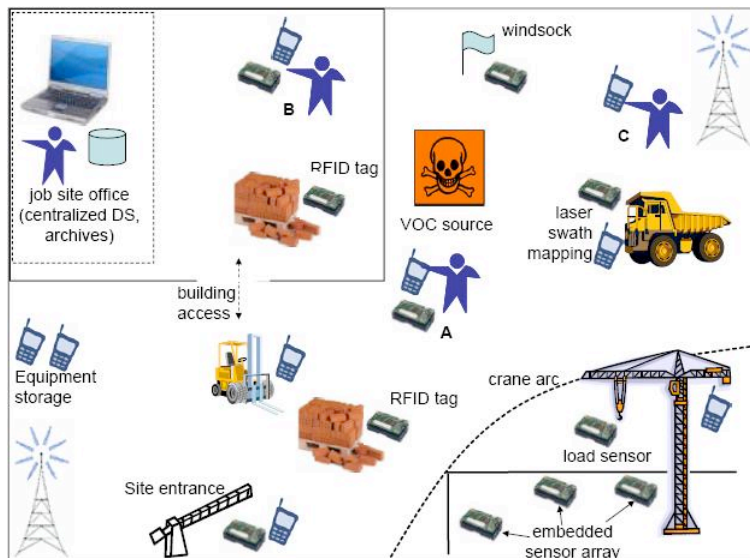 windsock
B
C
RFID tag
job site office
(centralized DS,
archives)
VOC source
laser
swath
mapping
building
access
A
Equipment
storage
crane arc
RFID tag
load sensor
Site entrance
embedded
sensor array